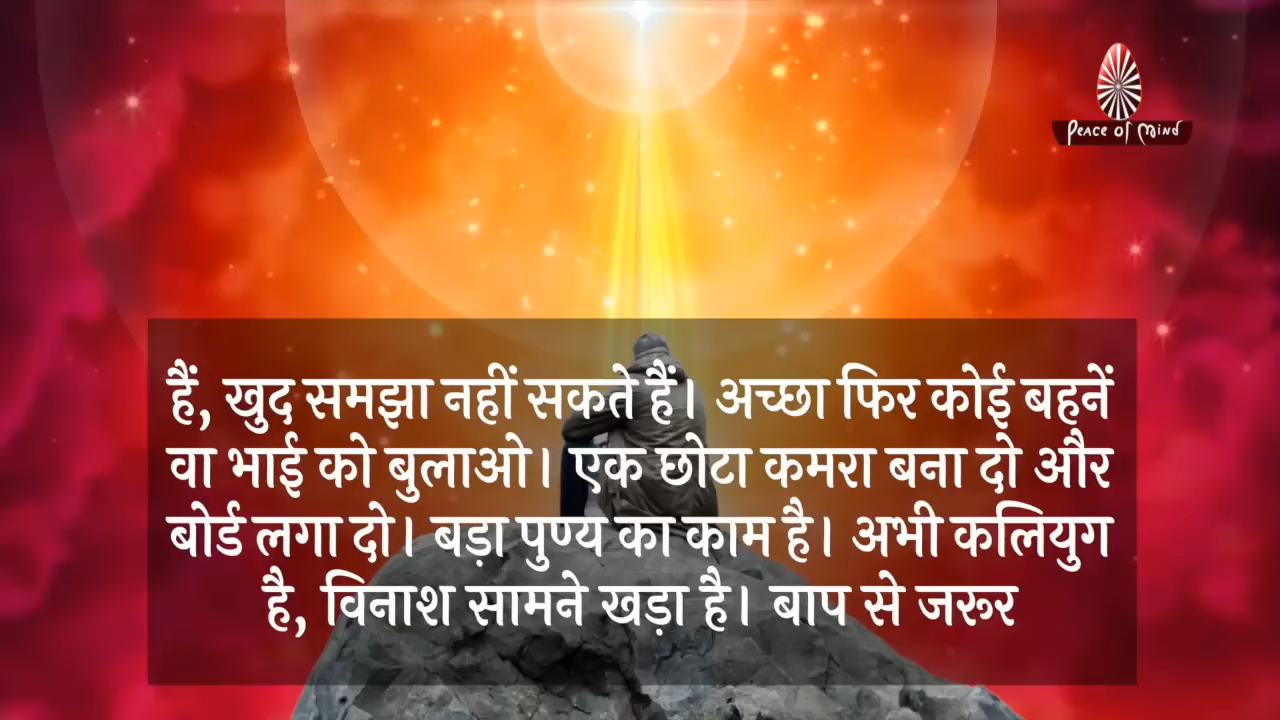 Peace of Mind
हैं, खुद समझा नहीं सकते हैं। अच्छा फिर कोई बहनें
वा भाई को बुलाओ। एक छोटा कमरा बना दो और
बोर्ड लगा दो। बड़ा पुण्य का काम है। अभी कलियुग
है, विनाश सामने खड़ा है। बाप से जरूर